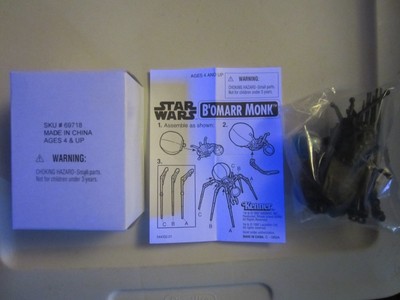 SKU # 69718
MADE IN CHINA
AGES 4 & UP
WARNING:
CHOKING HAZARD-Small parts.
Not for children under 3 years.
AGES 4 AND UP
WARNING:
CHOKING HAZARD-Small parts.
Not for children under 3 years.
STAR
WARS
B'OMARR MONK
1. Assemble as shown.
2.
3.
C B A
C
B
A
C
B
Kenner